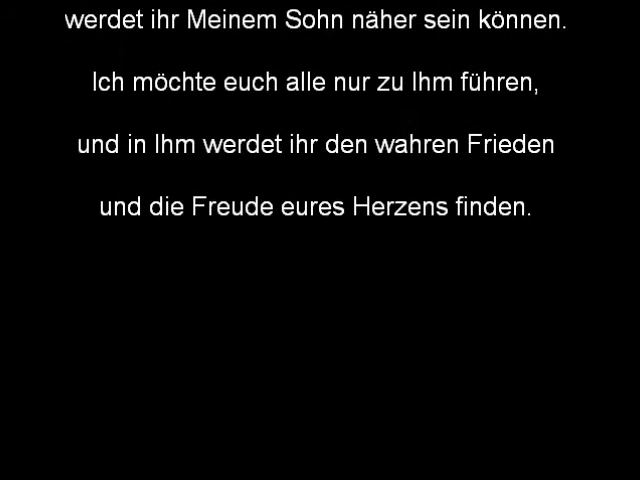 werdet ihr Meinem Sohn näher sein können.
Ich möchte euch alle nur zu Ihm führen,
und in Ihm werdet ihr den wahren Frieden
und die Freude eures Herzens finden.